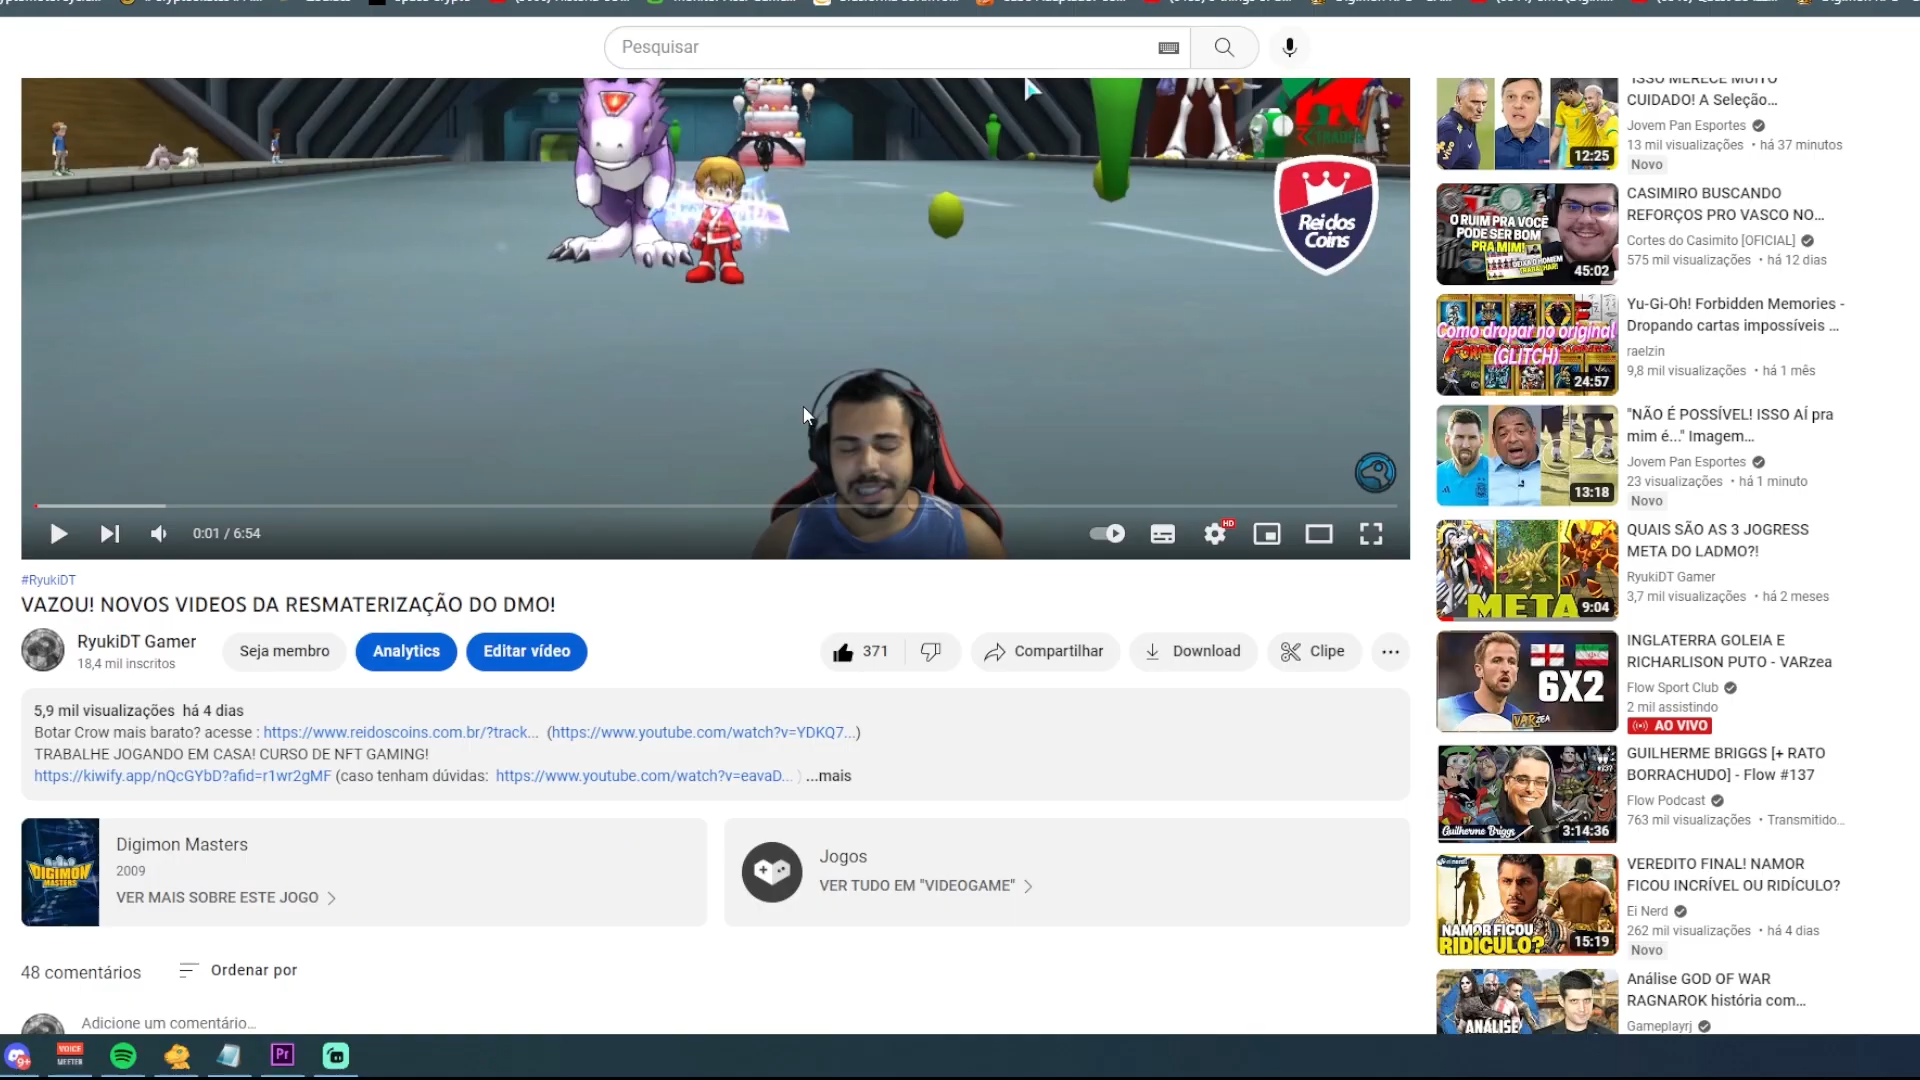 Pesquisar
Rei dos
Coins
HD
0:01 / 6:54
#RyukiDT
VAZOU! NOVOS VIDEOS DA RESMATERIZAÇÃO DO DMO!
RyukiDT Gamer
18,4 mil inscritos
Seja membro
Analytics
Editar vídeo
371
Compartilhar
Download
Clipe
5,9 mil visualizações há 4 dias
Botar Crow mais barato? acesse : https://www.reidoscoins.com.br/?track... (https://www.youtube.com/watch?v=YDKQ7...)
TRABALHE JOGANDO EM CASA! CURSO DE NFT GAMING!
https://kiwify.app/nQcGYbD?afid=r1wr2gMF (caso tenham dúvidas: https://www.youtube.com/watch?v=eavaD... ) ...mais
DIGIMON
MASTERS
Digimon Masters
2009
VER MAIS SOBRE ESTE JOGO
Jogos
VER TUDO EM "VIDEOGAME"
48 comentários
Ordenar por
Adicione um comentário...
"ISSO MERECE MUITO
CUIDADO! A Seleção...
Jovem Pan Esportes
13 mil visualizações • há 37 minutos
Novo
12:25
CASIMIRO BUSCANDO
REFORÇOS PRO VASCO NO...
Cortes do Casimito [OFICIAL]
575 mil visualizações • há 12 dias
O RUIM PRA VOCÊ
PODE SER BOM
PRA MIM!
45:02
Yu-Gi-Oh! Forbidden Memories -
Dropando cartas impossíveis ...
raelzin
9,8 mil visualizações • há 1 mês
Como dropar no original
(GLITCH)
24:57
"NÃO É POSSÍVEL! ISSO AÍ pra
mim é..." Imagem...
Jovem Pan Esportes
23 visualizações • há 1 minuto
Novo
13:18
QUAIS SÃO AS 3 JOGRESS
META DO LADMO?!
RyukiDT Gamer
3,7 mil visualizações • há 2 meses
META
9:04
INGLATERRA GOLEIA E
RICHARLISON PUTO - VARzea
Flow Sport Club
2 mil assistindo
AO VIVO
6X2
VARZEA
GUILHERME BRIGGS [+ RATO
BORRACHUDO] - Flow #137
Flow Podcast
763 mil visualizações • Transmitido...
Guilherme Briggs
3:14:36
VEREDITO FINAL! NAMOR
FICOU INCRÍVEL OU RIDÍCULO?
Ei Nerd
262 mil visualizações • há 4 dias
Novo
NAMOR FICOU
RIDÍCULO?
15:19
Análise GOD OF WAR
RAGNAROK história com...
Gameplayrj
ANÁLISE
9+
VOICE
MEETER
Pr